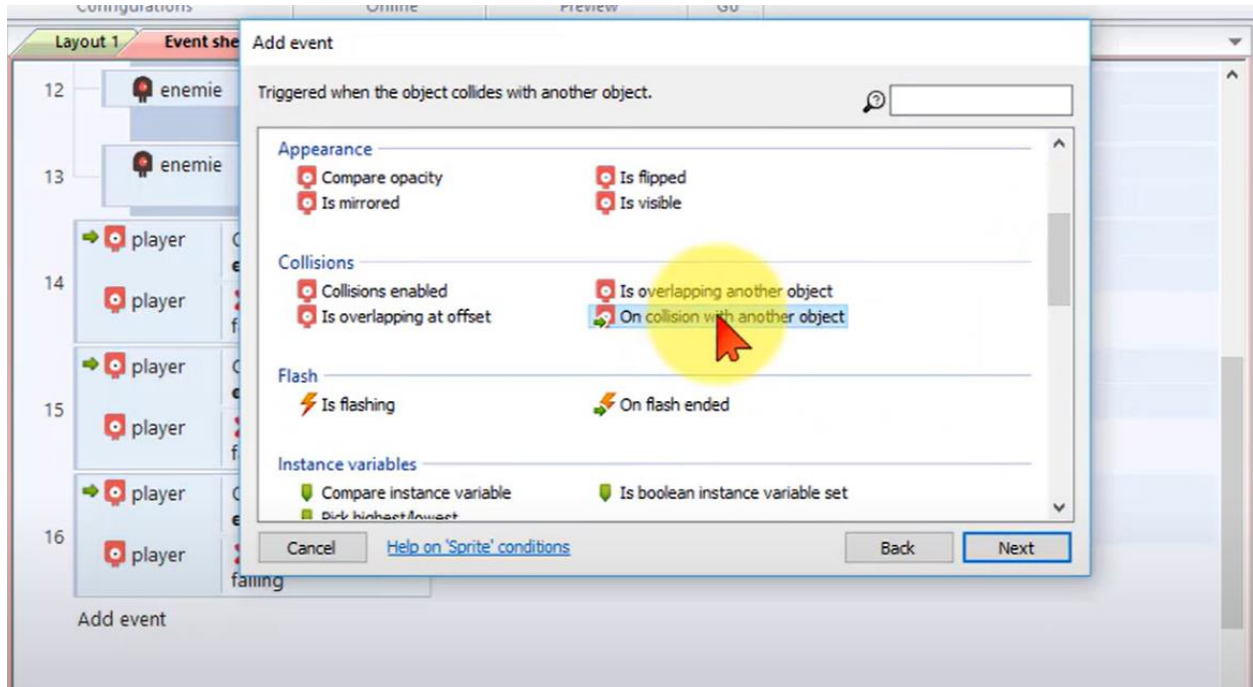 Configurations Online Preview Go
Layout 1 Event she
Add event
Triggered when the object collides with another object.
12 enemie
13 enemie
14 player
player
15 player
player
16 player
player
falling
Add event
Appearance
Compare opacity Is flipped
Is mirrored Is visible
Collisions
Collisions enabled Is overlapping another object
Is overlapping at offset On collision with another object
Flash
Is flashing On flash ended
Instance variables
Compare instance variable Is boolean instance variable set
Pick highest/lowest
Cancel Help on 'Sprite' conditions Back Next